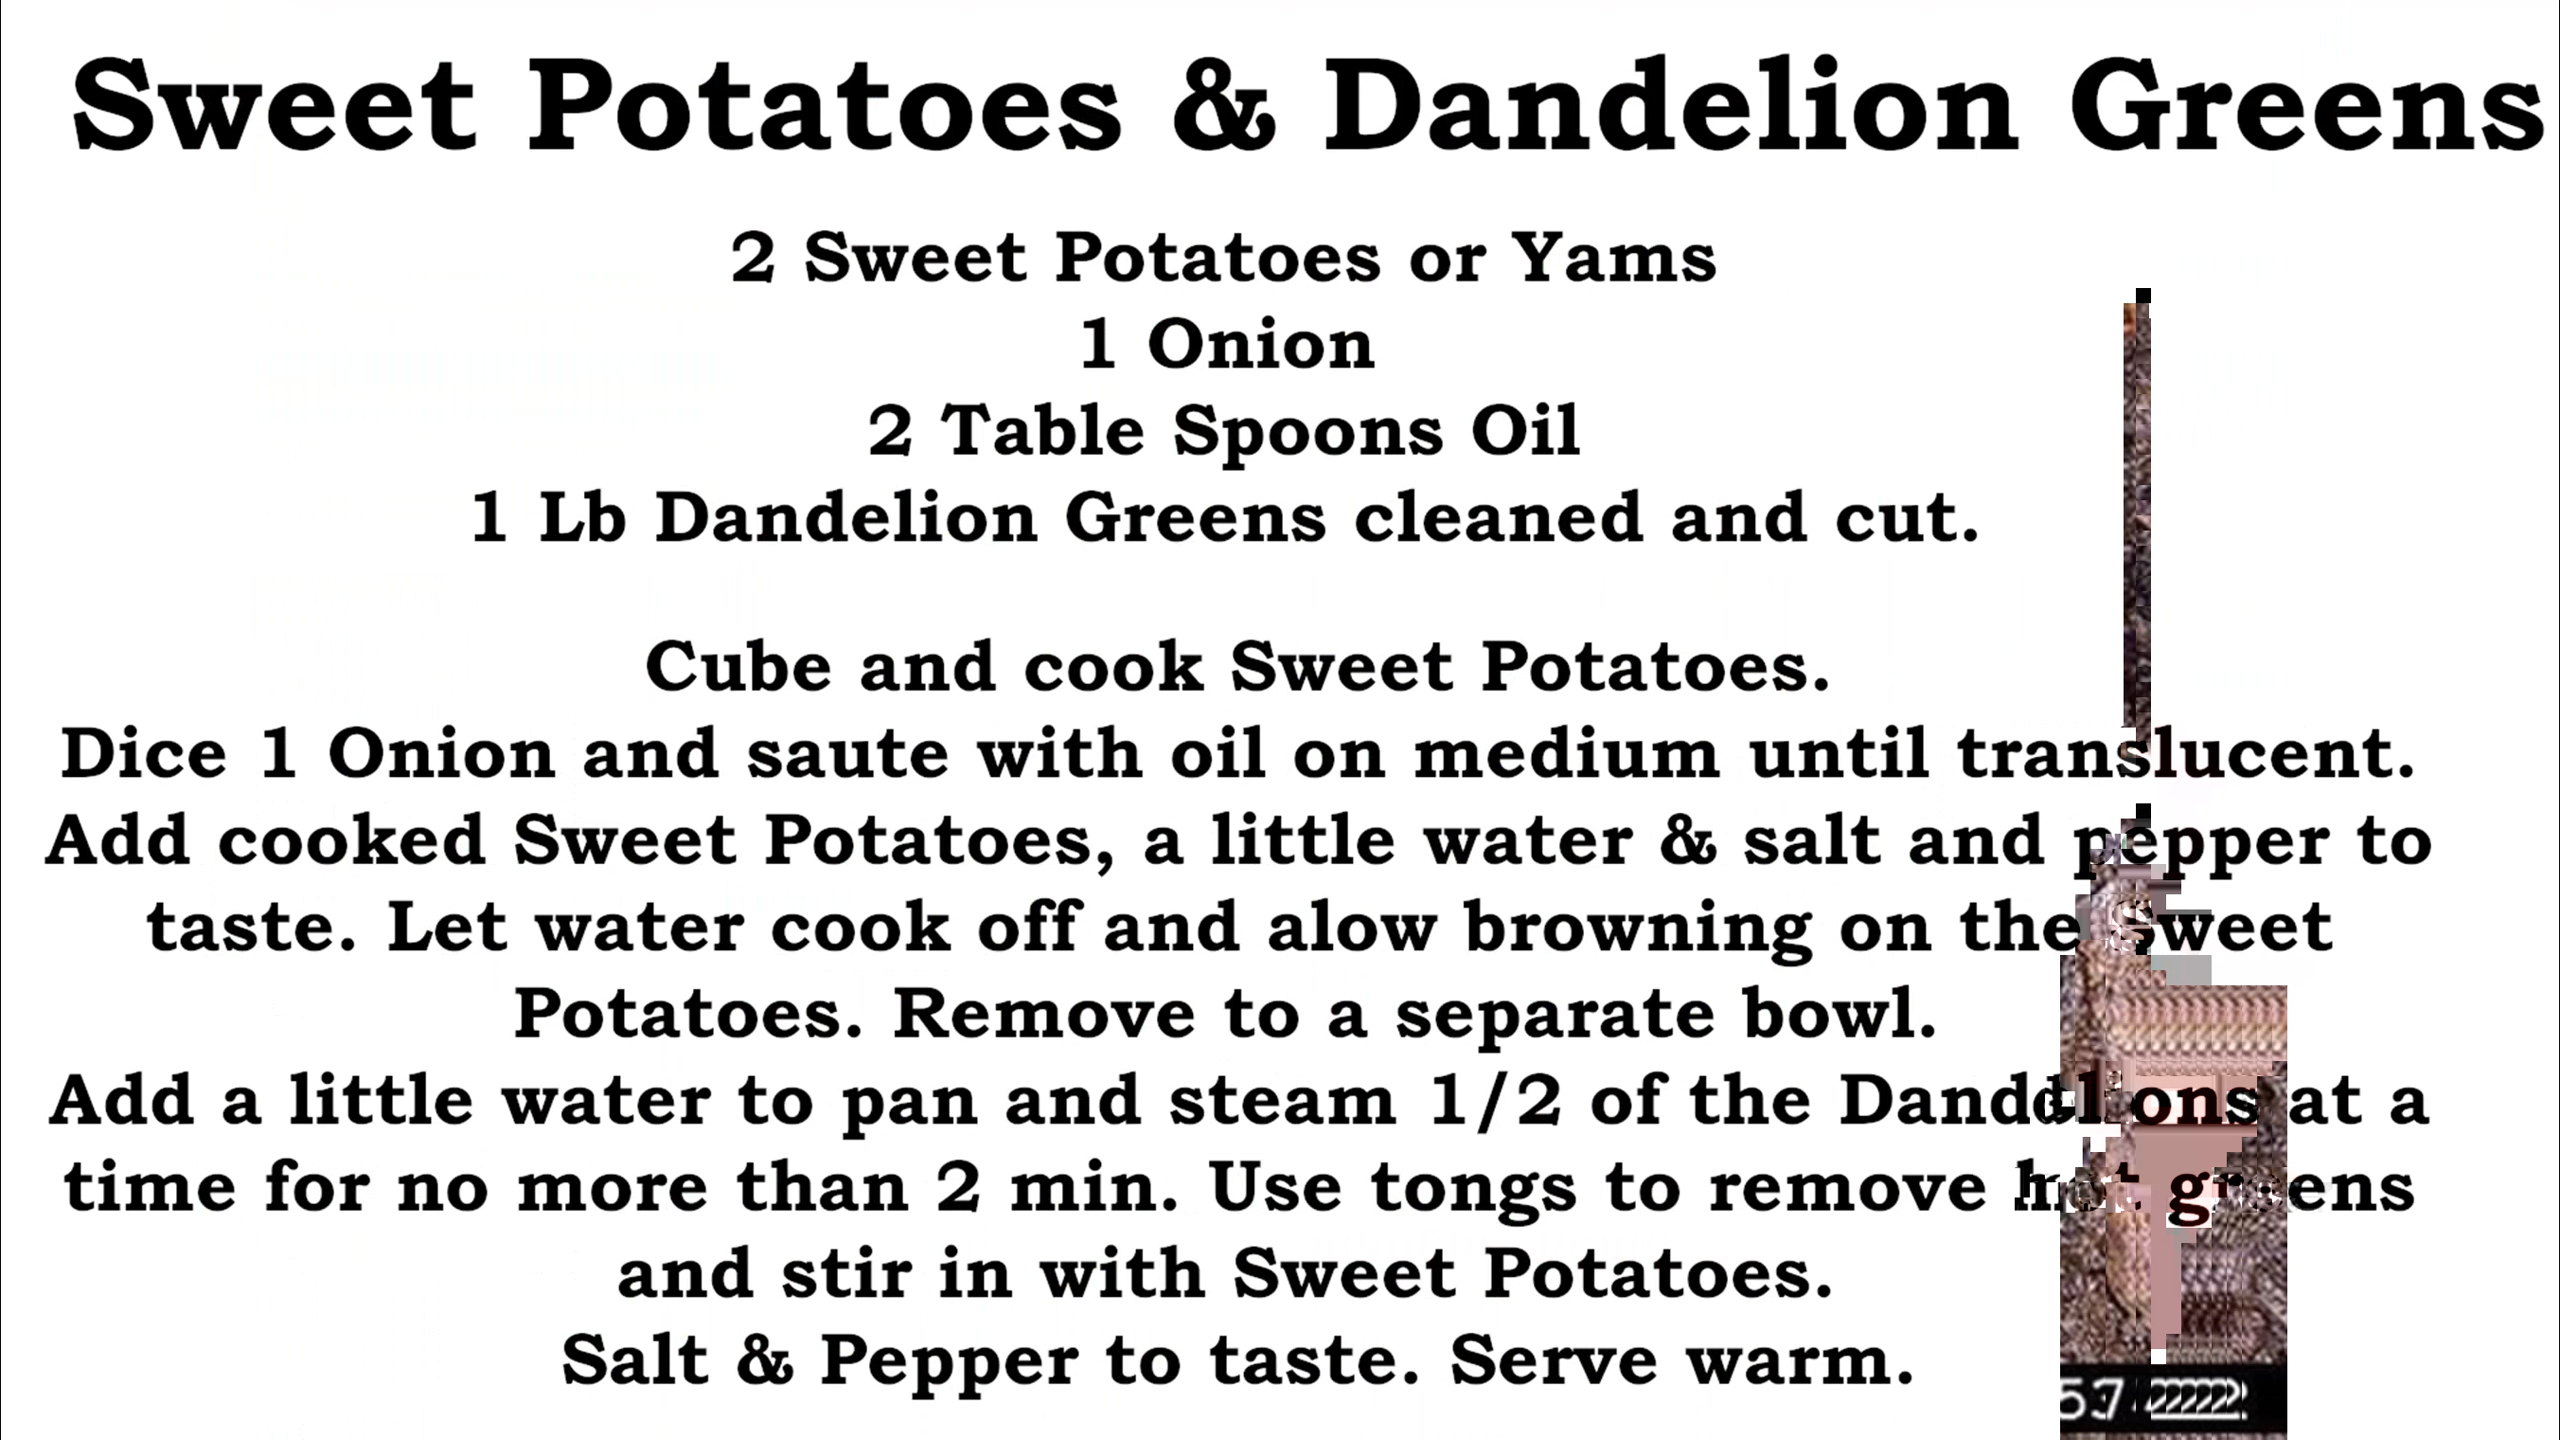 Sweet Potatoes & Dandelion Greens
2 Sweet Potatoes or Yams
1 Onion
2 Table Spoons Oil
1 Lb Dandelion Greens cleaned and cut.
Cube and cook Sweet Potatoes.
Dice 1 Onion and saute with oil on medium until translucent.
Add cooked Sweet Potatoes, a little water & salt and pepper to
taste. Let water cook off and alow browning on the Sweet
Potatoes. Remove to a separate bowl.
Add a little water to pan and steam 1/2 of the at a
time for no more than 2 min. Use tongs to remove hot greens
and stir in with Sweet Potatoes.
Salt & Pepper to taste. Serve warm.